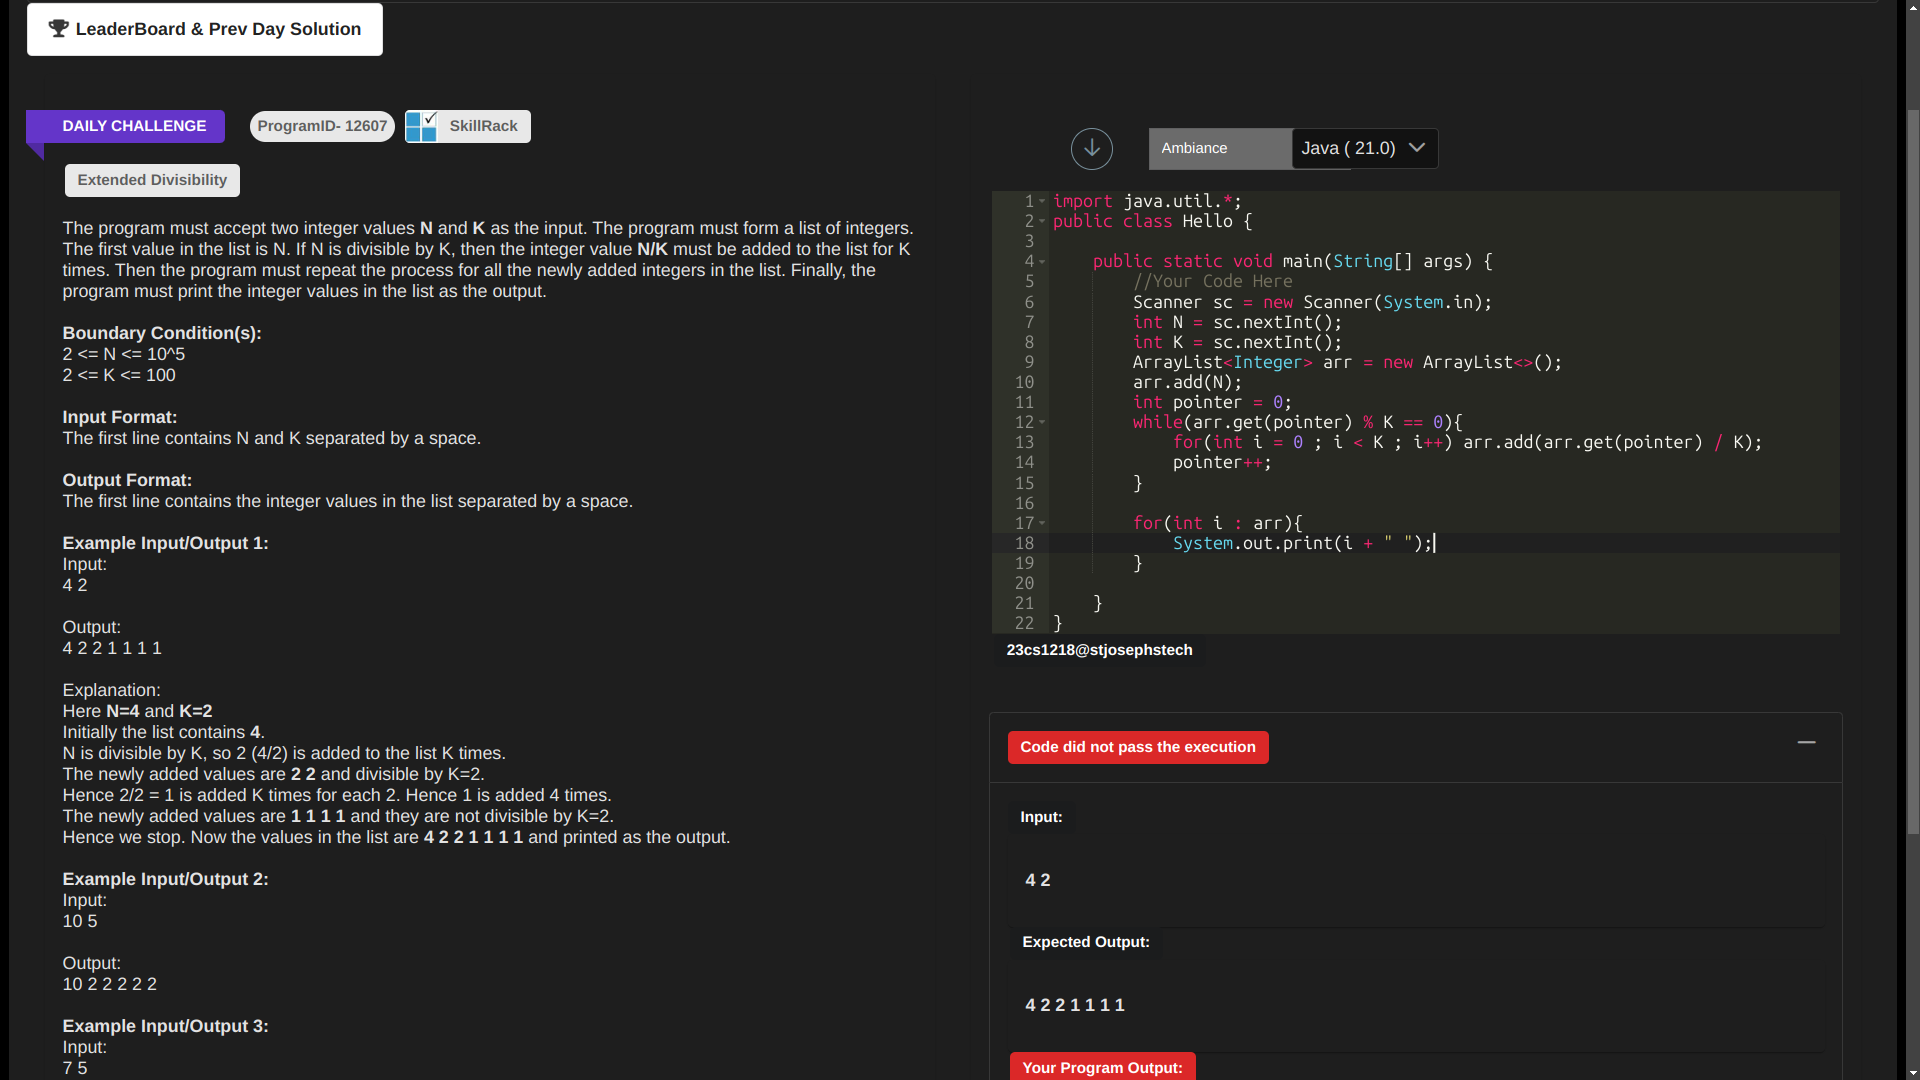 LeaderBoard & Prev Day Solution
DAILY CHALLENGE
ProgramID- 12607
SkillRack
Extended Divisibility
The program must accept two integer values N and K as the input. The program must form a list of integers.
The first value in the list is N. If N is divisible by K, then the integer value N/K must be added to the list for K
times. Then the program must repeat the process for all the newly added integers in the list. Finally, the
program must print the integer values in the list as the output.
Boundary Condition(s):
2 <= N <= 10^5
2 <= K <= 100
Input Format:
The first line contains N and K separated by a space.
Output Format:
The first line contains the integer values in the list separated by a space.
Example Input/Output 1:
Input:
4 2
Output:
4 2 2 1 1 1 1
Explanation:
Here N=4 and K=2
Initially the list contains 4.
N is divisible by K, so 2 (4/2) is added to the list K times.
The newly added values are 2 2 and divisible by K=2.
Hence 2/2 = 1 is added K times for each 2. Hence 1 is added 4 times.
The newly added values are 1 1 1 1 and they are not divisible by K=2.
Hence we stop. Now the values in the list are 4 2 2 1 1 1 1 and printed as the output.
Example Input/Output 2:
Input:
10 5
Output:
10 2 2 2 2 2
Example Input/Output 3:
Input:
7 5
Ambiance
Java ( 21.0)
1 import java.util.*;
2 public class Hello {
3
4     public static void main(String[] args) {
5         //Your Code Here
6         Scanner sc = new Scanner(System.in);
7         int N = sc.nextInt();
8         int K = sc.nextInt();
9         ArrayList<Integer> arr = new ArrayList<>();
10         arr.add(N);
11         int pointer = 0;
12         while(arr.get(pointer) % K == 0){
13             for(int i = 0 ; i < K ; i++) arr.add(arr.get(pointer) / K);
14             pointer++;
15         }
16
17         for(int i : arr){
18             System.out.print(i + " ");
19         }
20
21     }
22 }
23cs1218@stjosephstech
Code did not pass the execution
Input:
4 2
Expected Output:
4 2 2 1 1 1 1
Your Program Output: